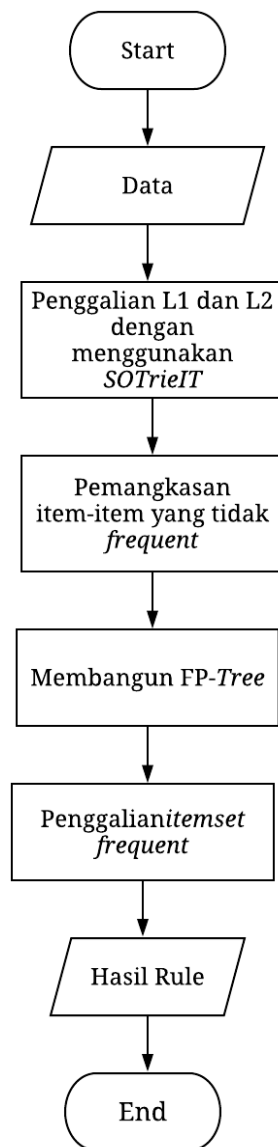 Start
Data
Penggalian L1 dan L2
dengan
menggunakan
SOTrieIT
Pemangkasan
item-item yang tidak
frequent
Membangun FP-Tree
Penggalianitemset
frequent
Hasil Rule
End